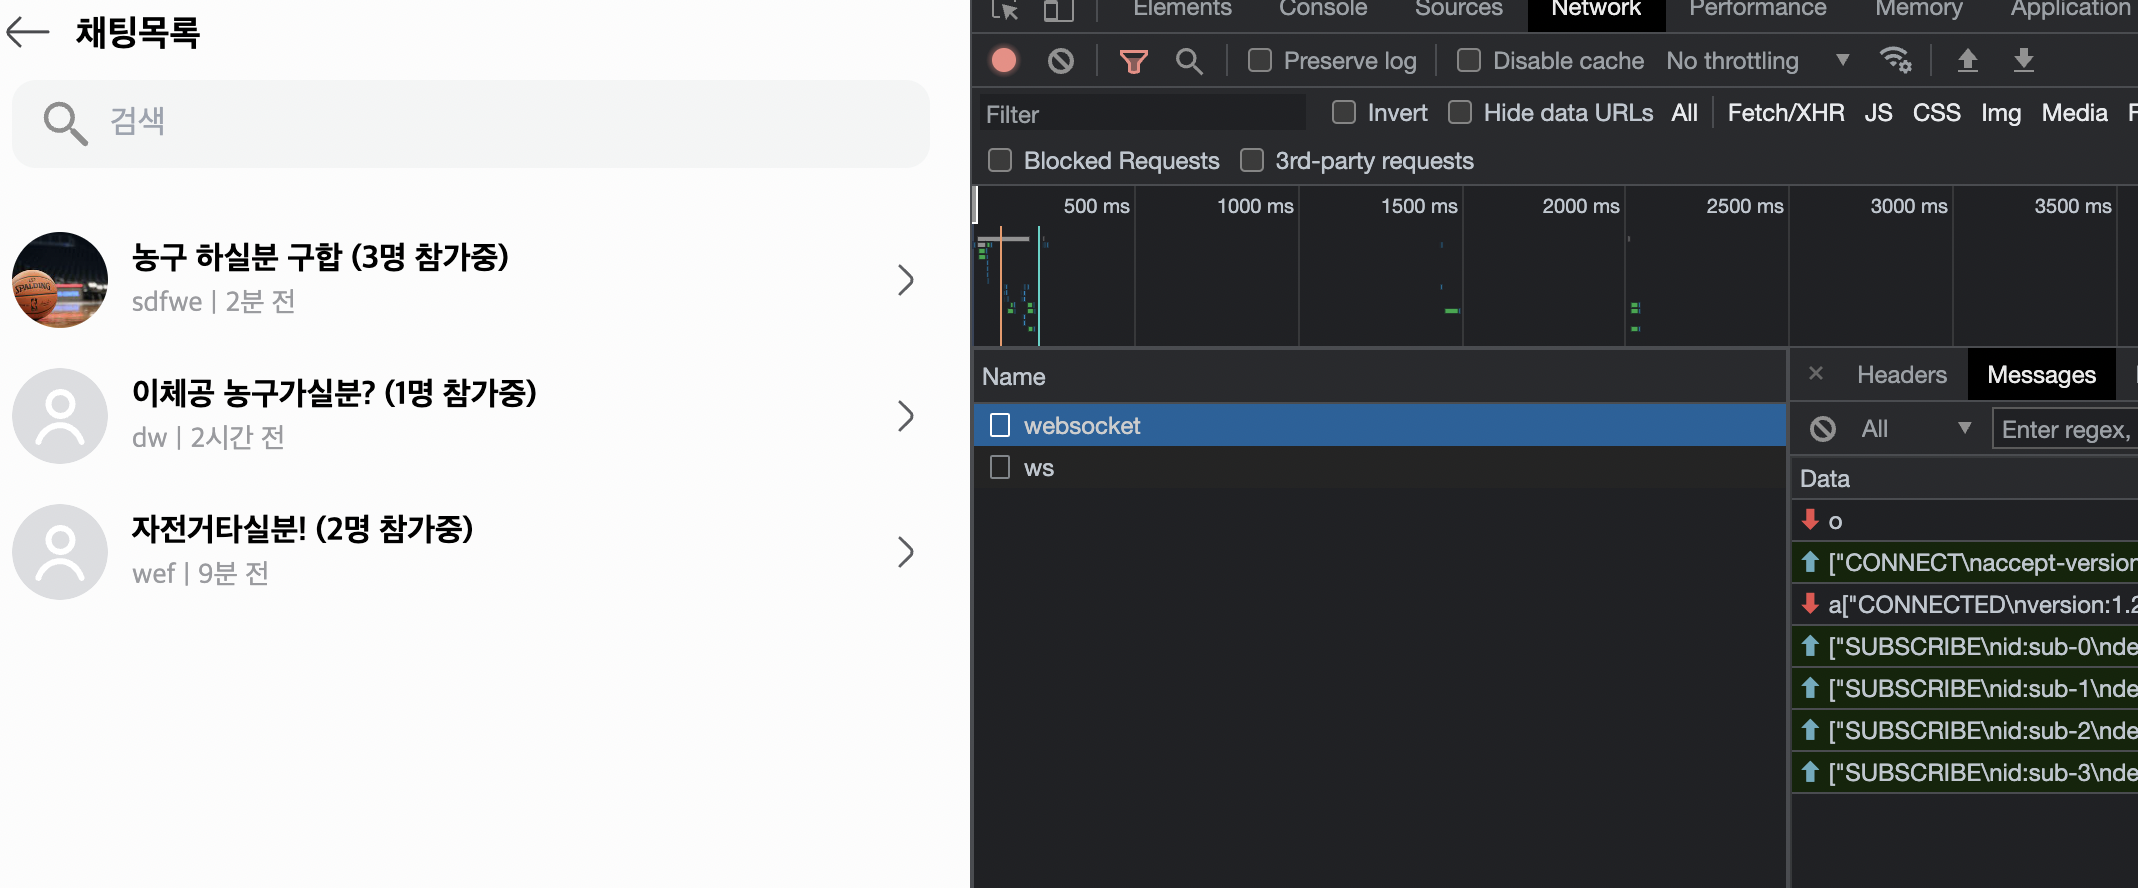 채팅목록
검색
농구 하실분 구합 (3명 참가중)
sdfwe | 2분 전
이체공 농구가실분? (1명 참가중)
dw | 2시간 전
자전거타실분! (2명 참가중)
wef | 9분 전
Elements Console Sources Network Performance Memory Application
Preserve log Disable cache No throttling
Filter Invert Hide data URLs All Fetch/XHR JS CSS Img Media F
Blocked Requests 3rd-party requests
500 ms 1000 ms 1500 ms 2000 ms 2500 ms 3000 ms 3500 ms
Name
websocket
ws
× Headers Messages
All Enter regex,
Data
o
["CONNECT\naccept-version
a["CONNECTED\nversion:1.2
["SUBSCRIBE\nid:sub-0\nde
["SUBSCRIBE\nid:sub-1\nde
["SUBSCRIBE\nid:sub-2\nde
["SUBSCRIBE\nid:sub-3\nde
SPALDING